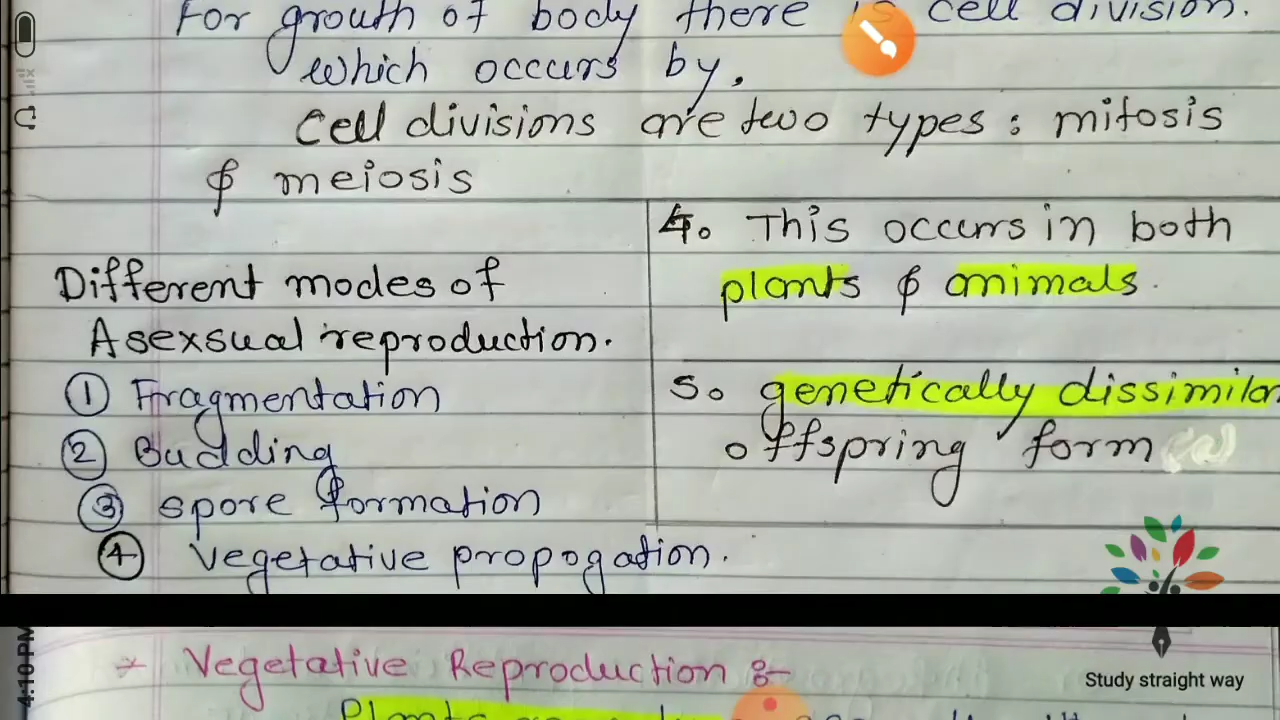 For growth of body there is cell division.
which occurs by,
Cell divisions are two types : mitosis
& meiosis
Different modes of
Asexsual reproduction.
① Fragmentation
② Budding
③ spore formation
④ Vegetative propogation.
4. This occurs in both
plants & animals.
5. genetically dissimilar
offspring form
* Vegetative Reproduction :-
Plants
4:10 PM
Study straight way